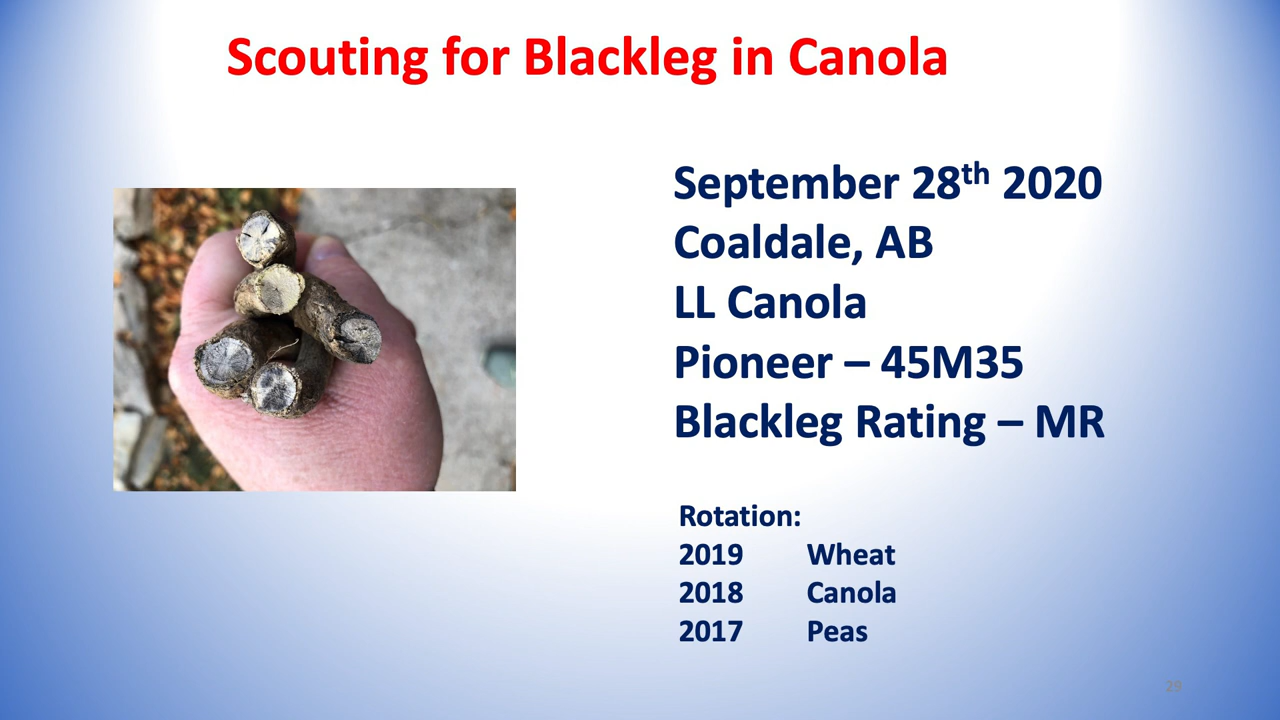 Scouting for Blackleg in Canola
September 28th 2020
Coaldale, AB
LL Canola
Pioneer – 45M35
Blackleg Rating – MR
Rotation:
2019 Wheat
2018 Canola
2017 Peas
29